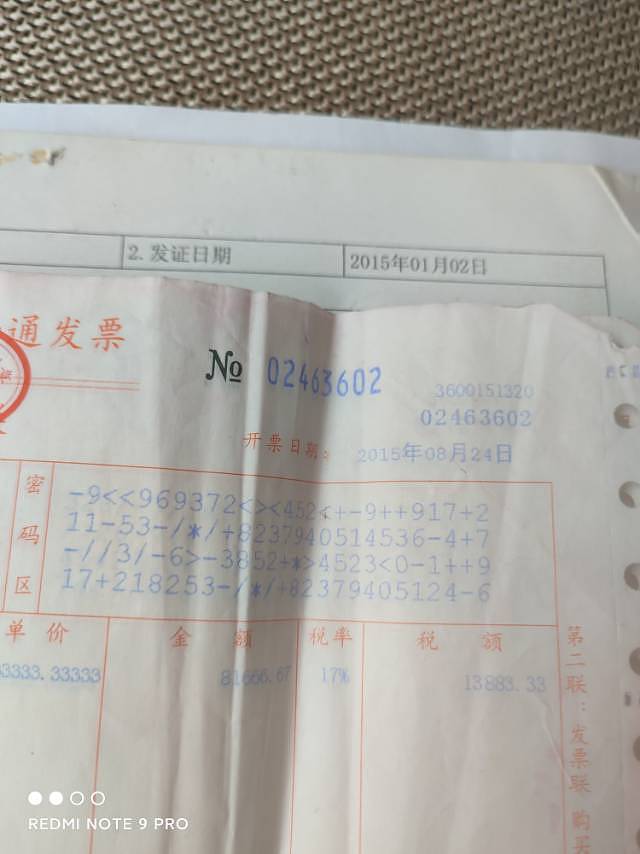 2.发证日期
2015年01月02日
通发票
№ 02463602
3600151320
02463602
开票日期:
2015年08月24日
密码区
-9<<969372<><452<+-9++917+2
11-53-/*/+8237940514536-4+7
-//3/-6>-3852+*>4523<0-1++9
17+218253-/*/+82379405124-6
单价
金额
税率
税额
3333.33333
81666.67
17%
13883.33
第二联:发票联 购买
REDMI NOTE 9 PRO